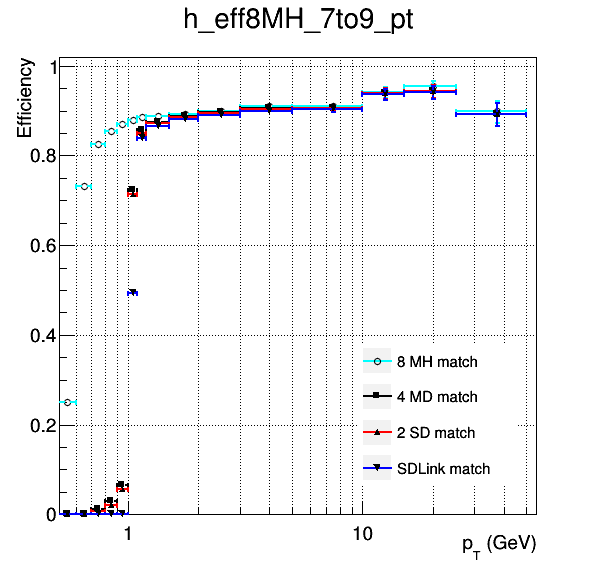 h_eff8MH_7to9_pt
Efficiency
1
0.8
0.6
0.4
0.2
0
8 MH match
4 MD match
2 SD match
SDLink match
1
10
p_T (GeV)